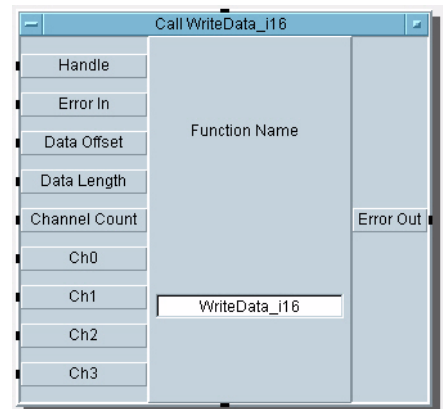 Call WriteData_i16
Handle
Error In
Data Offset
Data Length
Channel Count
Ch0
Ch1
Ch2
Ch3
Function Name
WriteData_i16
Error Out